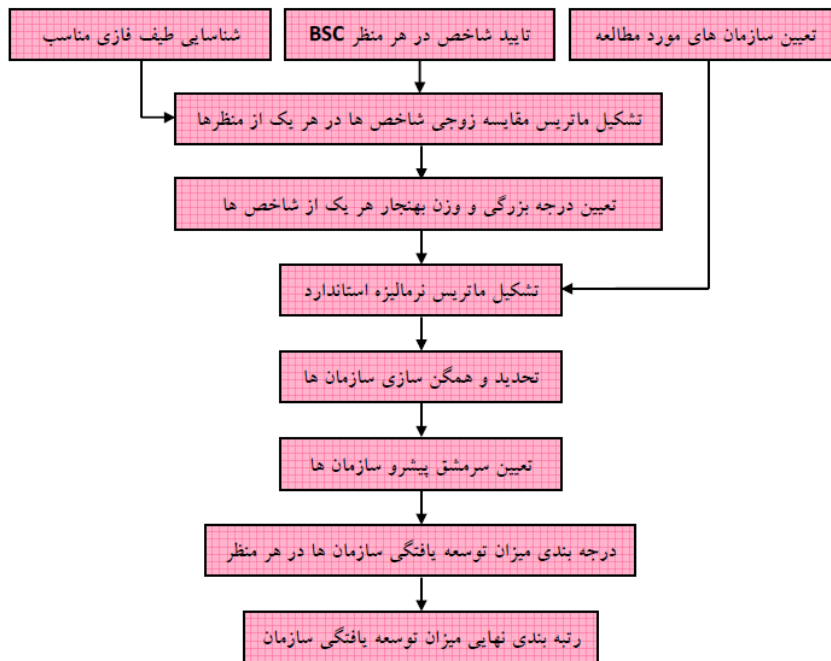 تعیین سازمان های مورد مطالعه
تایید شاخص در هر منظر BSC
شناسایی طیف فازی مناسب
تشکیل ماتریس مقایسه زوجی شاخص ها در هر یک از منظرها
تعیین درجه بزرگی و وزن بهنجار هر یک از شاخص ها
تشکیل ماتریس نرمالیزه استاندارد
تحدید و همگن سازی سازمان ها
تعیین سرمشق پیشرو سازمان ها
درجه بندی میزان توسعه یافتگی سازمان ها در هر منظر
رتبه بندی نهایی میزان توسعه یافتگی سازمان